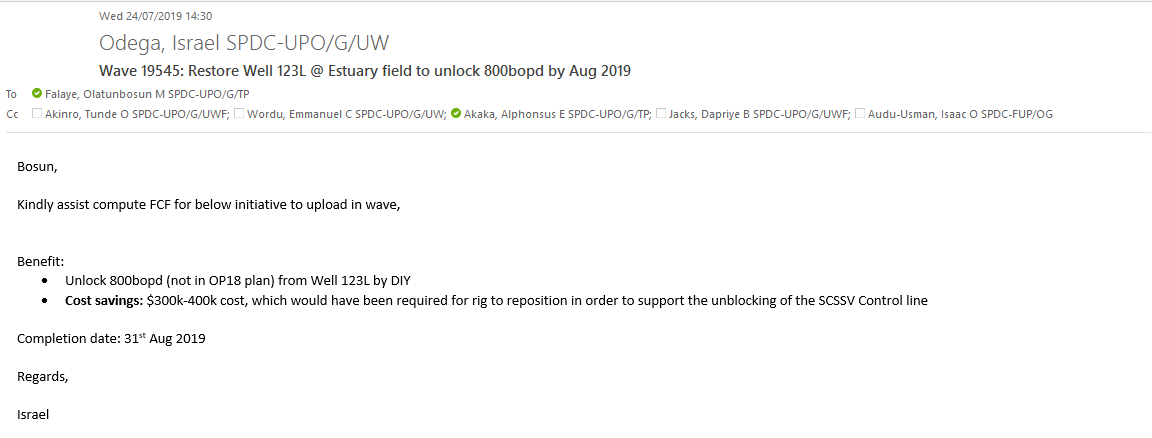 Wed 24/07/2019 14:30
Odega, Israel SPDC-UPO/G/UW
Wave 19545: Restore Well 123L @ Estuary field to unlock 800bopd by Aug 2019
To Falaye, Olatunbosun M SPDC-UPO/G/TP
Cc Akinro, Tunde O SPDC-UPO/G/UWF; Wordu, Emmanuel C SPDC-UPO/G/UW; Akaka, Alphonsus E SPDC-UPO/G/TP; Jacks, Dapriye B SPDC-UPO/G/UWF; Audu-Usman, Isaac O SPDC-FUP/OG
Bosun,
Kindly assist compute FCF for below initiative to upload in wave,
Benefit:
• Unlock 800bopd (not in OP18 plan) from Well 123L by DIY
• Cost savings: $300k-400k cost, which would have been required for rig to reposition in order to support the unblocking of the SCSSV Control line
Completion date: 31st Aug 2019
Regards,
Israel